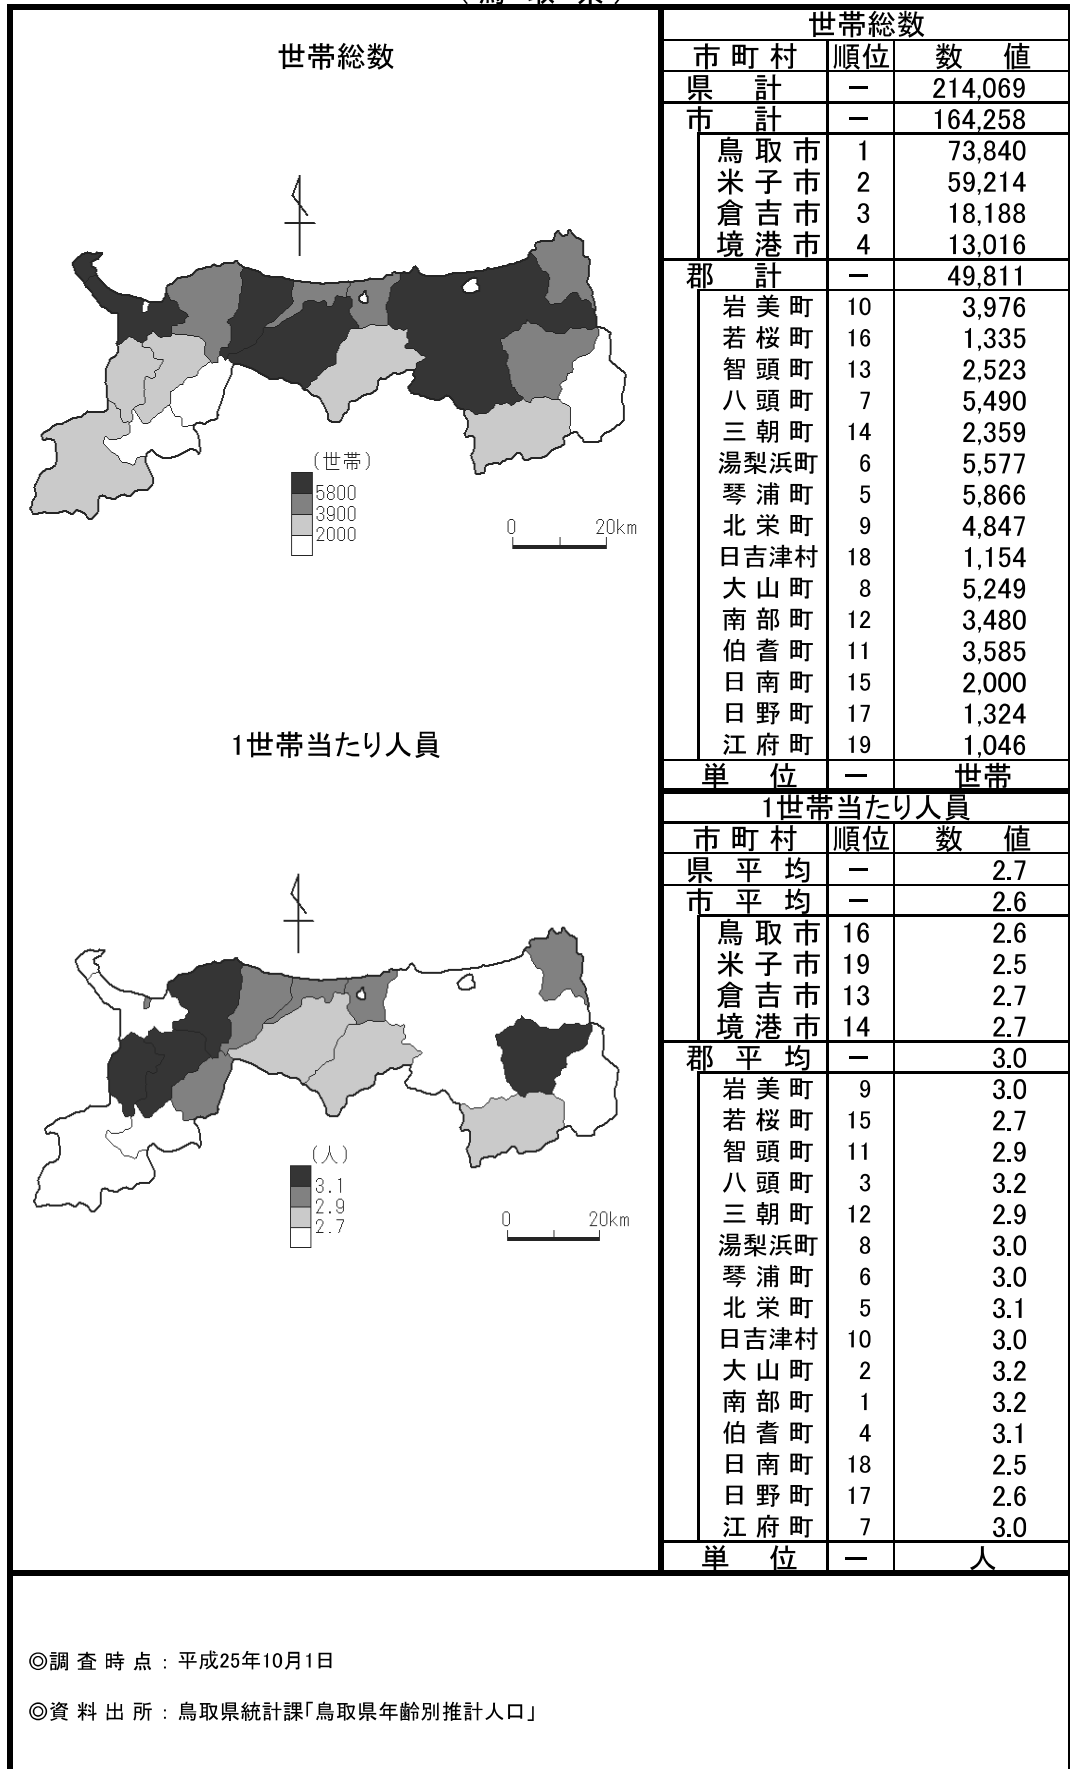 世帯総数
(世帯)
5800
3900
2000
0 20km
世帯総数
市町村 順位 数 値
県 計 － 214,069
市 計 － 164,258
鳥取市 1 73,840
米子市 2 59,214
倉吉市 3 18,188
境港市 4 13,016
郡 計 － 49,811
岩美町 10 3,976
若桜町 16 1,335
智頭町 13 2,523
八頭町 7 5,490
三朝町 14 2,359
湯梨浜町 6 5,577
琴浦町 5 5,866
北栄町 9 4,847
日吉津村 18 1,154
大山町 8 5,249
南部町 12 3,480
伯耆町 11 3,585
日南町 15 2,000
日野町 17 1,324
江府町 19 1,046
単 位 － 世帯
1世帯当たり人員
(人)
3.1
2.9
2.7
0 20km
1世帯当たり人員
市町村 順位 数 値
県平均 － 2.7
市平均 － 2.6
鳥取市 16 2.6
米子市 19 2.5
倉吉市 13 2.7
境港市 14 2.7
郡平均 － 3.0
岩美町 9 3.0
若桜町 15 2.7
智頭町 11 2.9
八頭町 3 3.2
三朝町 12 2.9
湯梨浜町 8 3.0
琴浦町 6 3.0
北栄町 5 3.1
日吉津村 10 3.0
大山町 2 3.2
南部町 1 3.2
伯耆町 4 3.1
日南町 18 2.5
日野町 17 2.6
江府町 7 3.0
単 位 － 人
◎調査時点：平成25年10月1日
◎資料出所：鳥取県統計課「鳥取県年齢別推計人口」